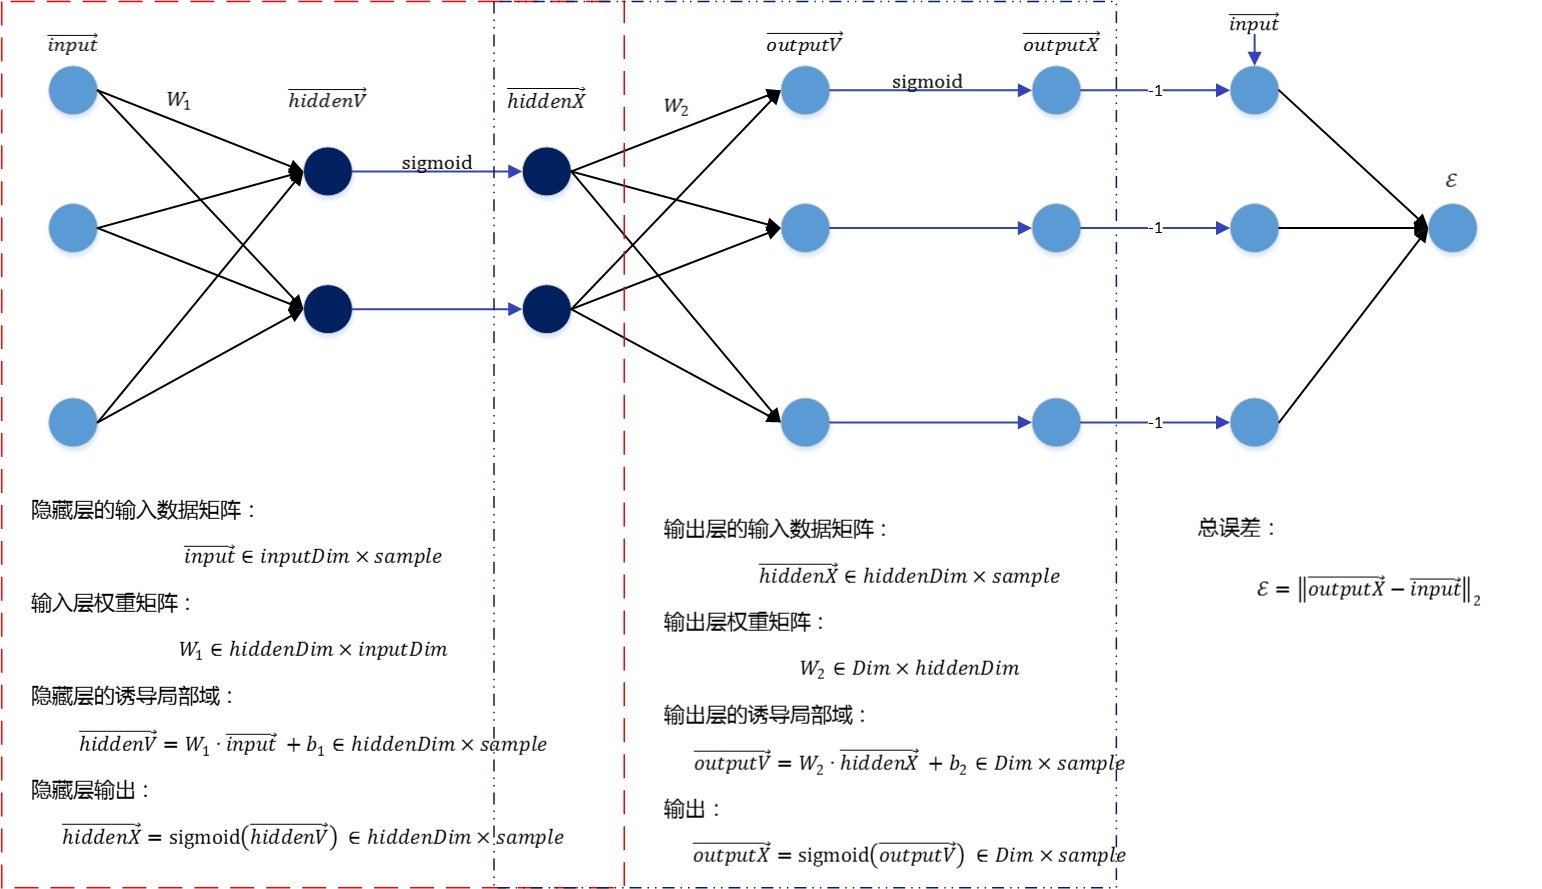 $\overrightarrow{input}$
$W_1$
$\overrightarrow{hiddenV}$
sigmoid
$\overrightarrow{hiddenX}$
$W_2$
$\overrightarrow{outputV}$
sigmoid
$\overrightarrow{outputX}$
-1
-1
-1
$\overrightarrow{input}$
$\mathcal{E}$
隐藏层的输入数据矩阵：
$\overrightarrow{input} \in inputDim \times sample$
输入层权重矩阵：
$W_1 \in hiddenDim \times inputDim$
隐藏层的诱导局部域：
$\overrightarrow{hiddenV} = W_1 \cdot \overrightarrow{input} + b_1 \in hiddenDim \times sample$
隐藏层输出：
$\overrightarrow{hiddenX} = \text{sigmoid}(\overrightarrow{hiddenV}) \in hiddenDim \times sample$
输出层的输入数据矩阵：
$\overrightarrow{hiddenX} \in hiddenDim \times sample$
输出层权重矩阵：
$W_2 \in Dim \times hiddenDim$
输出层的诱导局部域：
$\overrightarrow{outputV} = W_2 \cdot \overrightarrow{hiddenX} + b_2 \in Dim \times sample$
输出：
$\overrightarrow{outputX} = \text{sigmoid}(\overrightarrow{outputV}) \in Dim \times sample$
总误差：
$\mathcal{E} = \|\overrightarrow{outputX} - \overrightarrow{input}\|_2$